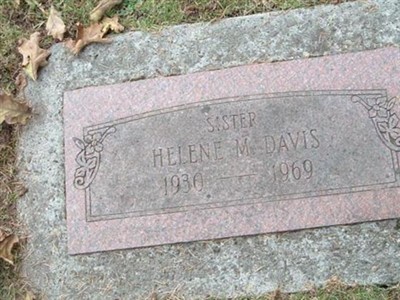 SISTER
HELENE M. DAVIS
1930 — 1969